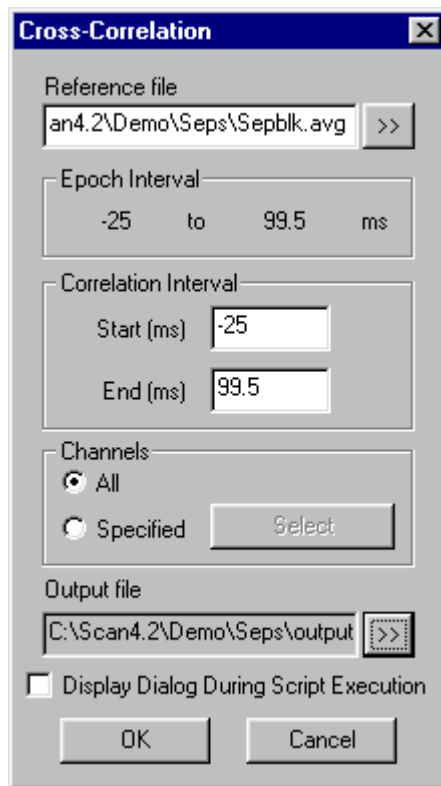 Cross-Correlation
Reference file
an4.2\Demo\Seps\Sepblk.avg >>
Epoch Interval
-25 to 99.5 ms
Correlation Interval
Start (ms) -25
End (ms) 99.5
Channels
All
Specified Select
Output file
C:\Scan4.2\Demo\Seps\output >>
Display Dialog During Script Execution
OK Cancel